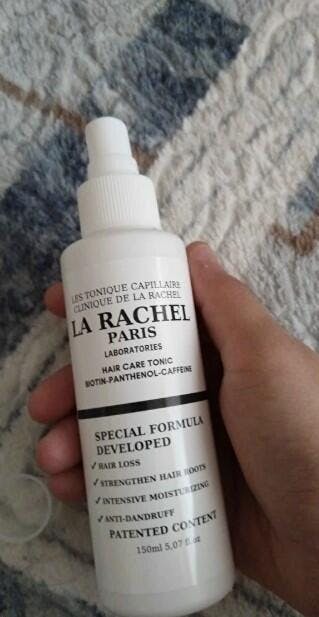 LES TONIQUE CAPILLAIRE
CLINIQUE DE LA RACHEL
LA RACHEL
PARIS
LABORATORIES
HAIR CARE TONIC
BIOTIN-PANTHENOL-CAFFEINE
SPECIAL FORMULA
DEVELOPED
✓ HAIR LOSS
✓ STRENGTHEN HAIR ROOTS
✓ INTENSIVE MOISTURIZING
✓ ANTI-DANDRUFF
PATENTED CONTENT
150ml 5,07 fl oz